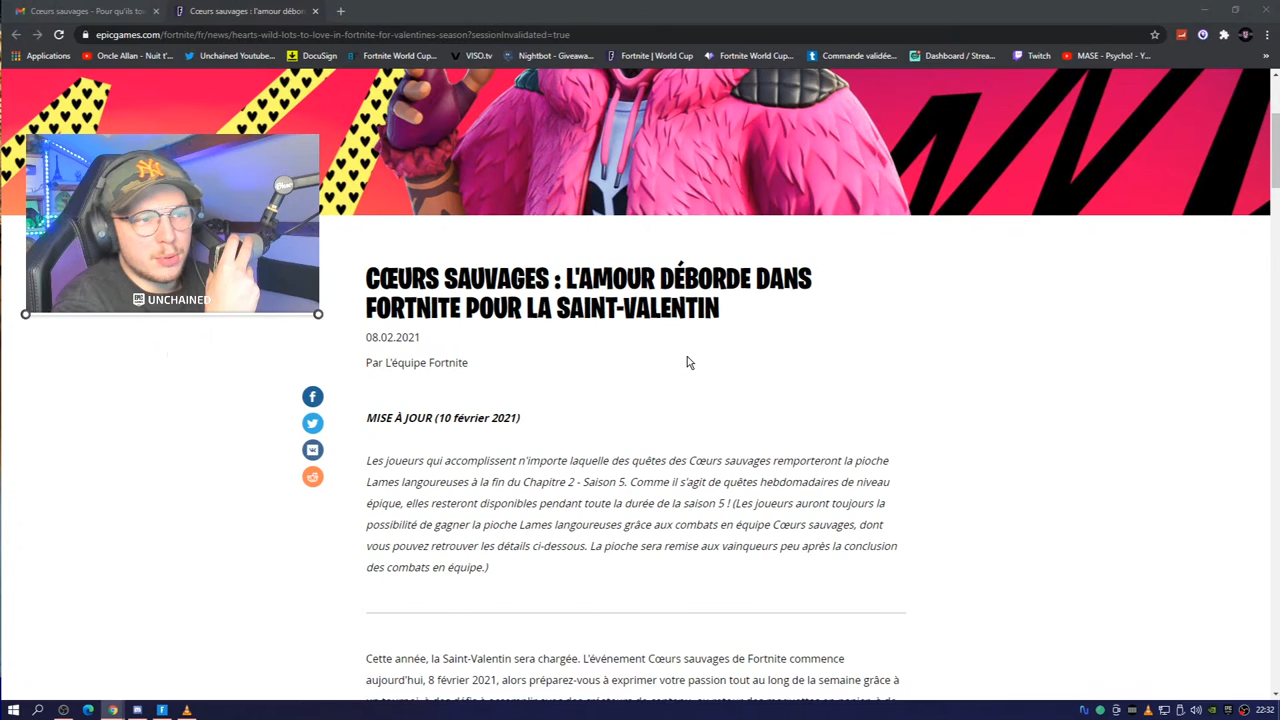 Cœurs sauvages - Pour qu'ils to
Cœurs sauvages : l'amour débor
epicgames.com/fortnite/fr/news/hearts-wild-lots-to-love-in-fortnite-for-valentines-season?sessionInvalidated=true
Applications
Oncle Allan - Nuit t'...
Unchained Youtube...
DocuSign
Fortnite World Cup...
VISO.tv
Nightbot - Giveawa...
Fortnite | World Cup
Fortnite World Cup...
Commande validée...
Dashboard / Strea...
Twitch
MASE - Psycho! - Y...
UNCHAINED
CŒURS SAUVAGES : L'AMOUR DÉBORDE DANS
FORTNITE POUR LA SAINT-VALENTIN
08.02.2021
Par L'équipe Fortnite
MISE À JOUR (10 février 2021)
Les joueurs qui accomplissent n'importe laquelle des quêtes des Cœurs sauvages remporteront la pioche
Lames langoureuses à la fin du Chapitre 2 - Saison 5. Comme il s'agit de quêtes hebdomadaires de niveau
épique, elles resteront disponibles pendant toute la durée de la saison 5 ! (Les joueurs auront toujours la
possibilité de gagner la pioche Lames langoureuses grâce aux combats en équipe Cœurs sauvages, dont
vous pouvez retrouver les détails ci-dessous. La pioche sera remise aux vainqueurs peu après la conclusion
des combats en équipe.)
Cette année, la Saint-Valentin sera chargée. L'événement Cœurs sauvages de Fortnite commence
aujourd'hui, 8 février 2021, alors préparez-vous à exprimer votre passion tout au long de la semaine grâce à
22:32